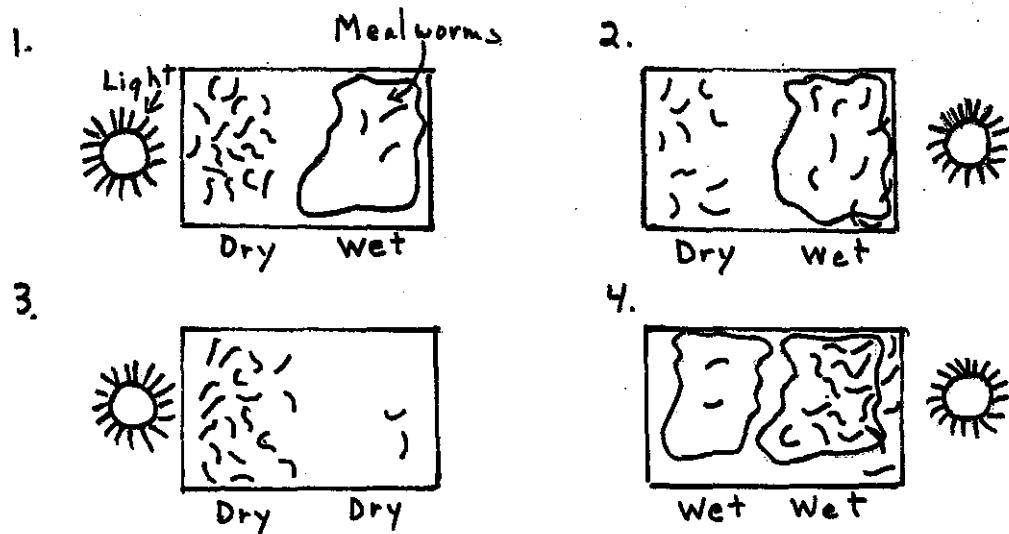 1.
Mealworms
Light
Dry Wet
2.
Dry Wet
3.
Dry Dry
4.
Wet Wet